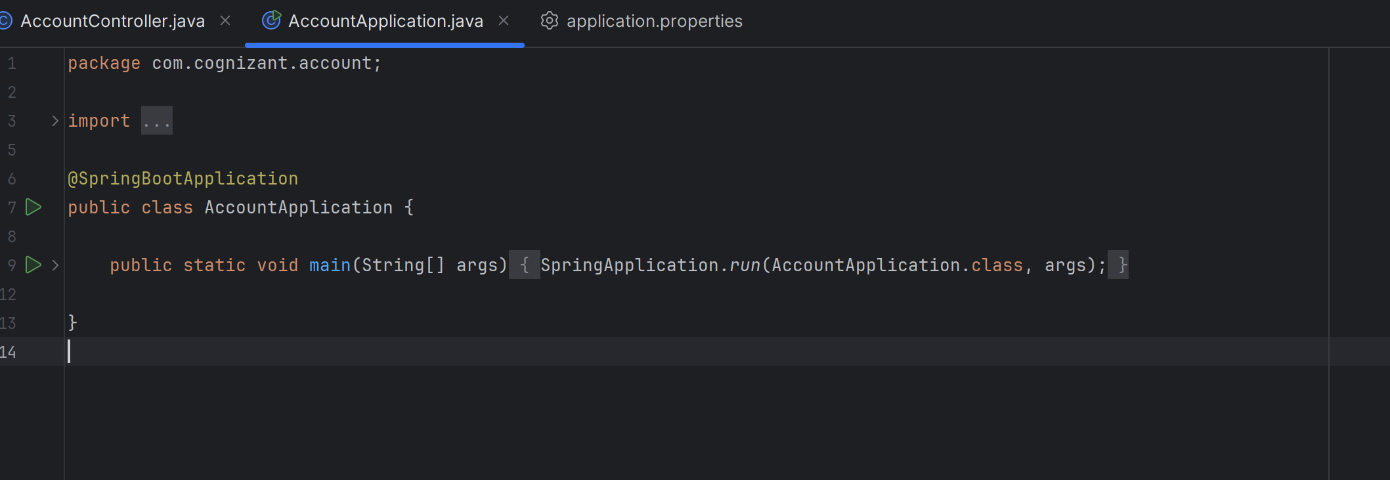 AccountController.java
AccountApplication.java
application.properties
1 package com.cognizant.account;
2
3 import ...
5
6 @SpringBootApplication
7 public class AccountApplication {
8
9 public static void main(String[] args) { SpringApplication.run(AccountApplication.class, args); }
12
13 }
14